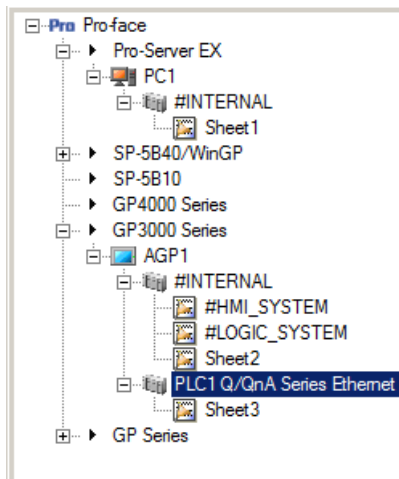 Pro Pro-face
Pro-Server EX
PC1
#INTERNAL
Sheet1
SP-5B40/WinGP
SP-5B10
GP4000 Series
GP3000 Series
AGP1
#INTERNAL
#HMI_SYSTEM
#LOGIC_SYSTEM
Sheet2
PLC1 Q/QnA Series Ethernet
Sheet3
GP Series